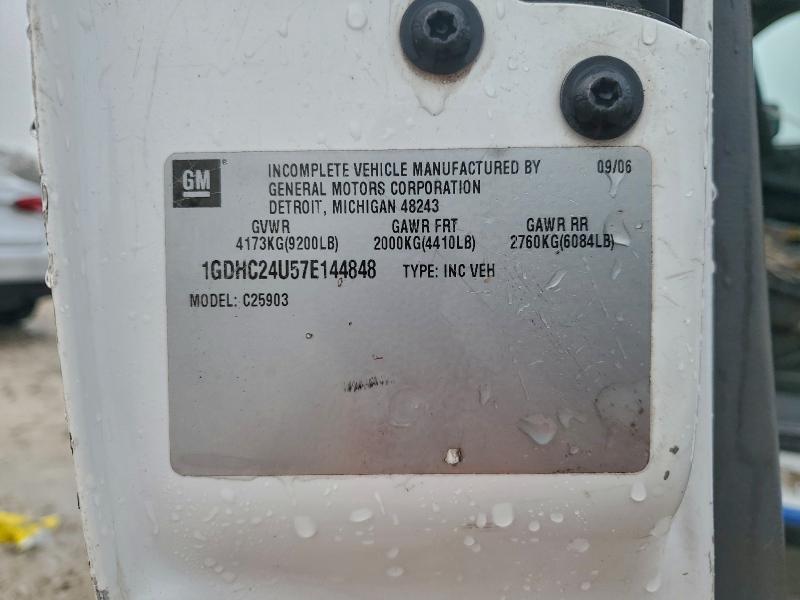 GM ® INCOMPLETE VEHICLE MANUFACTURED BY 09/06
GENERAL MOTORS CORPORATION
DETROIT, MICHIGAN 48243
GVWR GAWR FRT GAWR RR
4173KG(9200LB) 2000KG(4410LB) 2760KG(6084LB)
1GDHC24U57E144848 TYPE: INC VEH
MODEL: C25903